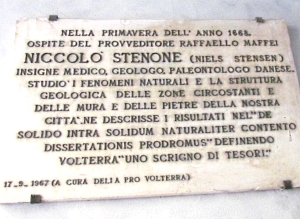 NELLA PRIMAVERA DELL' ANNO 1668.
OSPITE DEL PROVVEDITORE RAFFAELLO MAFFEI
NICCOLO' STENONE (NIELS STENSEN)
INSIGNE MEDICO, GEOLOGO, PALEONTOLOGO DANESE.
STUDIO' I FENOMENI NATURALI E LA STRUTTURA
GEOLOGICA DELLE ZONE CIRCOSTANTI E
DELLE MURA E DELLE PIETRE DELLA NOSTRA
CITTA'. NE DESCRISSE I RISULTATI NEL "DE
SOLIDO INTRA SOLIDUM NATURALITER CONTENTO
DISSERTATIONIS PRODROMUS" DEFINENDO
VOLTERRA "UNO SCRIGNO DI TESORI."
17-9-1967 (A CURA DELLA PRO VOLTERRA)